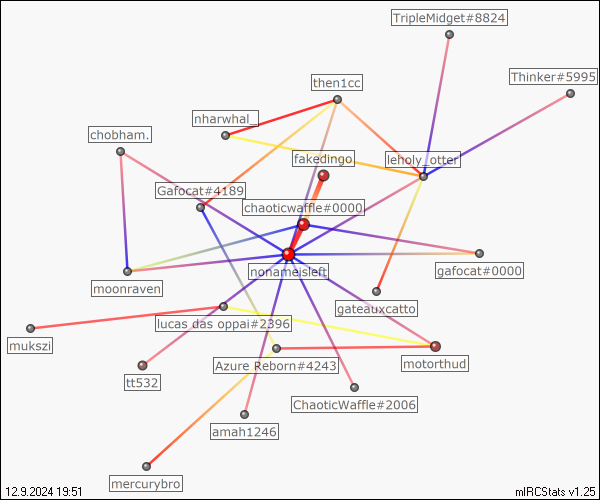 TripleMidget#8824
Thinker#5995
then1cc
nharwhal_
chobham.
fakedingo
leholy_otter
Gafocat#4189
chaoticwaffle#0000
nonameisleft
gafocat#0000
moonraven
gateauxcatto
lucas das oppai#2396
mukszi
Azure Reborn#4243
motorthud
tt532
ChaoticWaffle#2006
amah1246
mercurybro
12.9.2024 19:51
mIRCStats v1.25